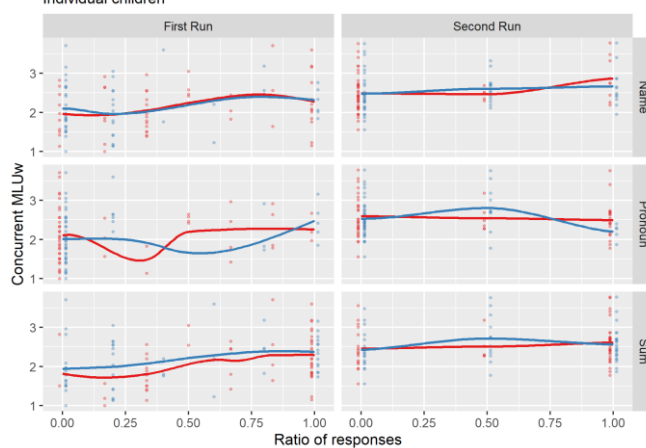 Individual children
First Run Second Run
3
2
1
Name
3
2
1
Pronoun
3
2
1
Sum
Concurrent MLUw
0.00 0.25 0.50 0.75 1.00 0.00 0.25 0.50 0.75 1.00
Ratio of responses